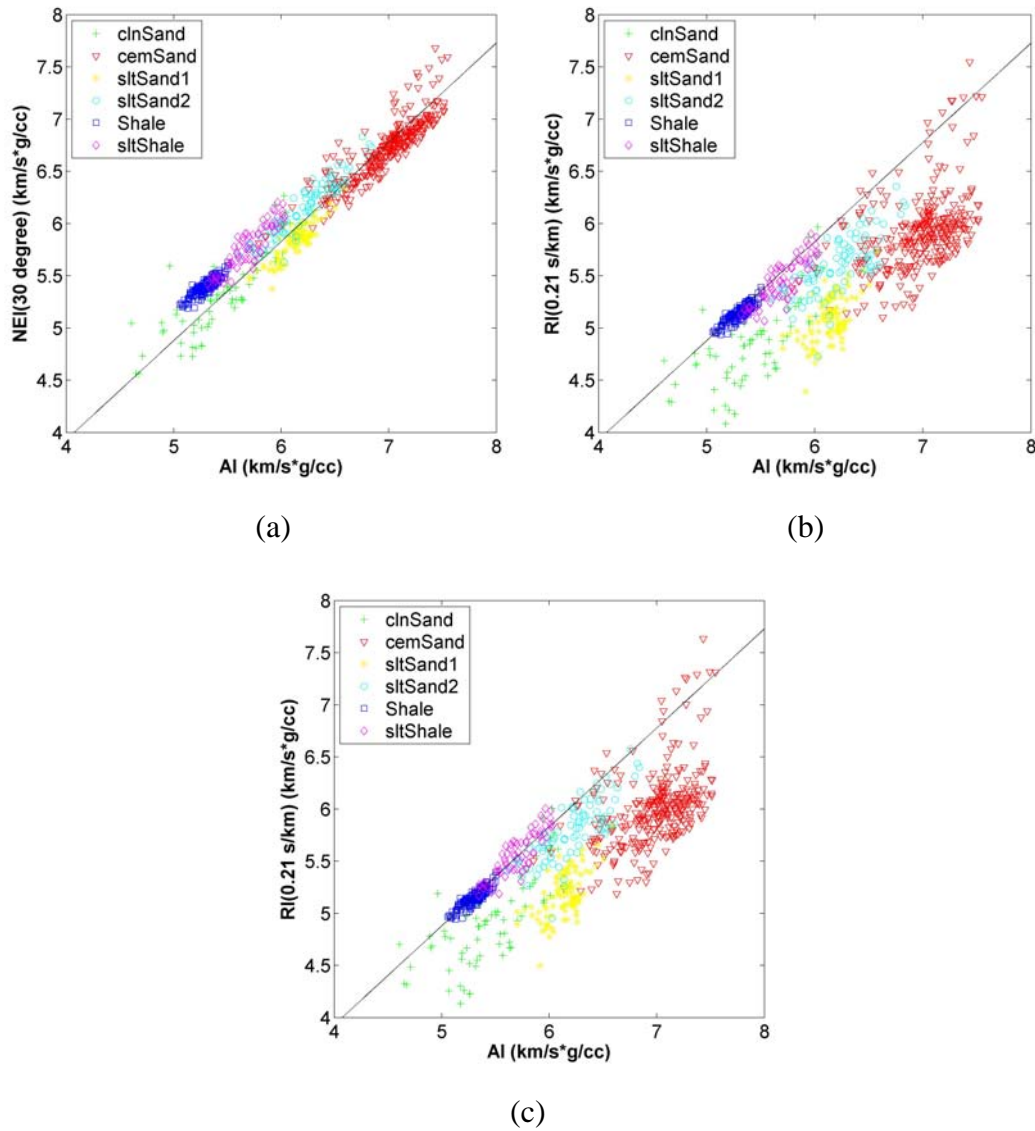 8
7.5
7
6.5
6
5.5
5
4.5
4
NEI(30 degree) (km/s*g/cc)
clnSand
cemSand
sltSand1
sltSand2
Shale
sltShale
4 5 6 7 8
AI (km/s*g/cc)
(a)
8
7.5
7
6.5
6
5.5
5
4.5
4
RI(0.21 s/km) (km/s*g/cc)
clnSand
cemSand
sltSand1
sltSand2
Shale
sltShale
4 5 6 7 8
AI (km/s*g/cc)
(b)
8
7.5
7
6.5
6
5.5
5
4.5
4
RI(0.21 s/km) (km/s*g/cc)
clnSand
cemSand
sltSand1
sltSand2
Shale
sltShale
4 5 6 7 8
AI (km/s*g/cc)
(c)